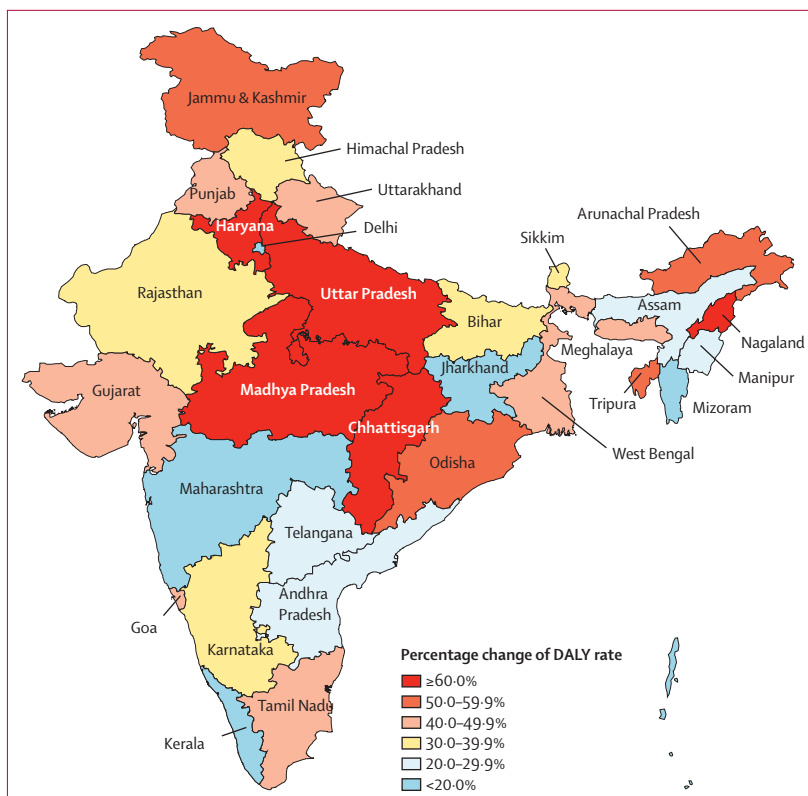 Jammu & Kashmir
Himachal Pradesh
Punjab
Uttarakhand
Haryana
Delhi
Arunachal Pradesh
Sikkim
Rajasthan
Uttar Pradesh
Assam
Bihar
Nagaland
Meghalaya
Jharkhand
Manipur
Gujarat
Madhya Pradesh
Tripura
Mizoram
Chhattisgarh
West Bengal
Odisha
Maharashtra
Telangana
Andhra
Pradesh
Goa
Karnataka
Tamil Nadu
Kerala
Percentage change of DALY rate
≥60·0%
50·0–59·9%
40·0–49·9%
30·0–39·9%
20·0–29·9%
<20·0%